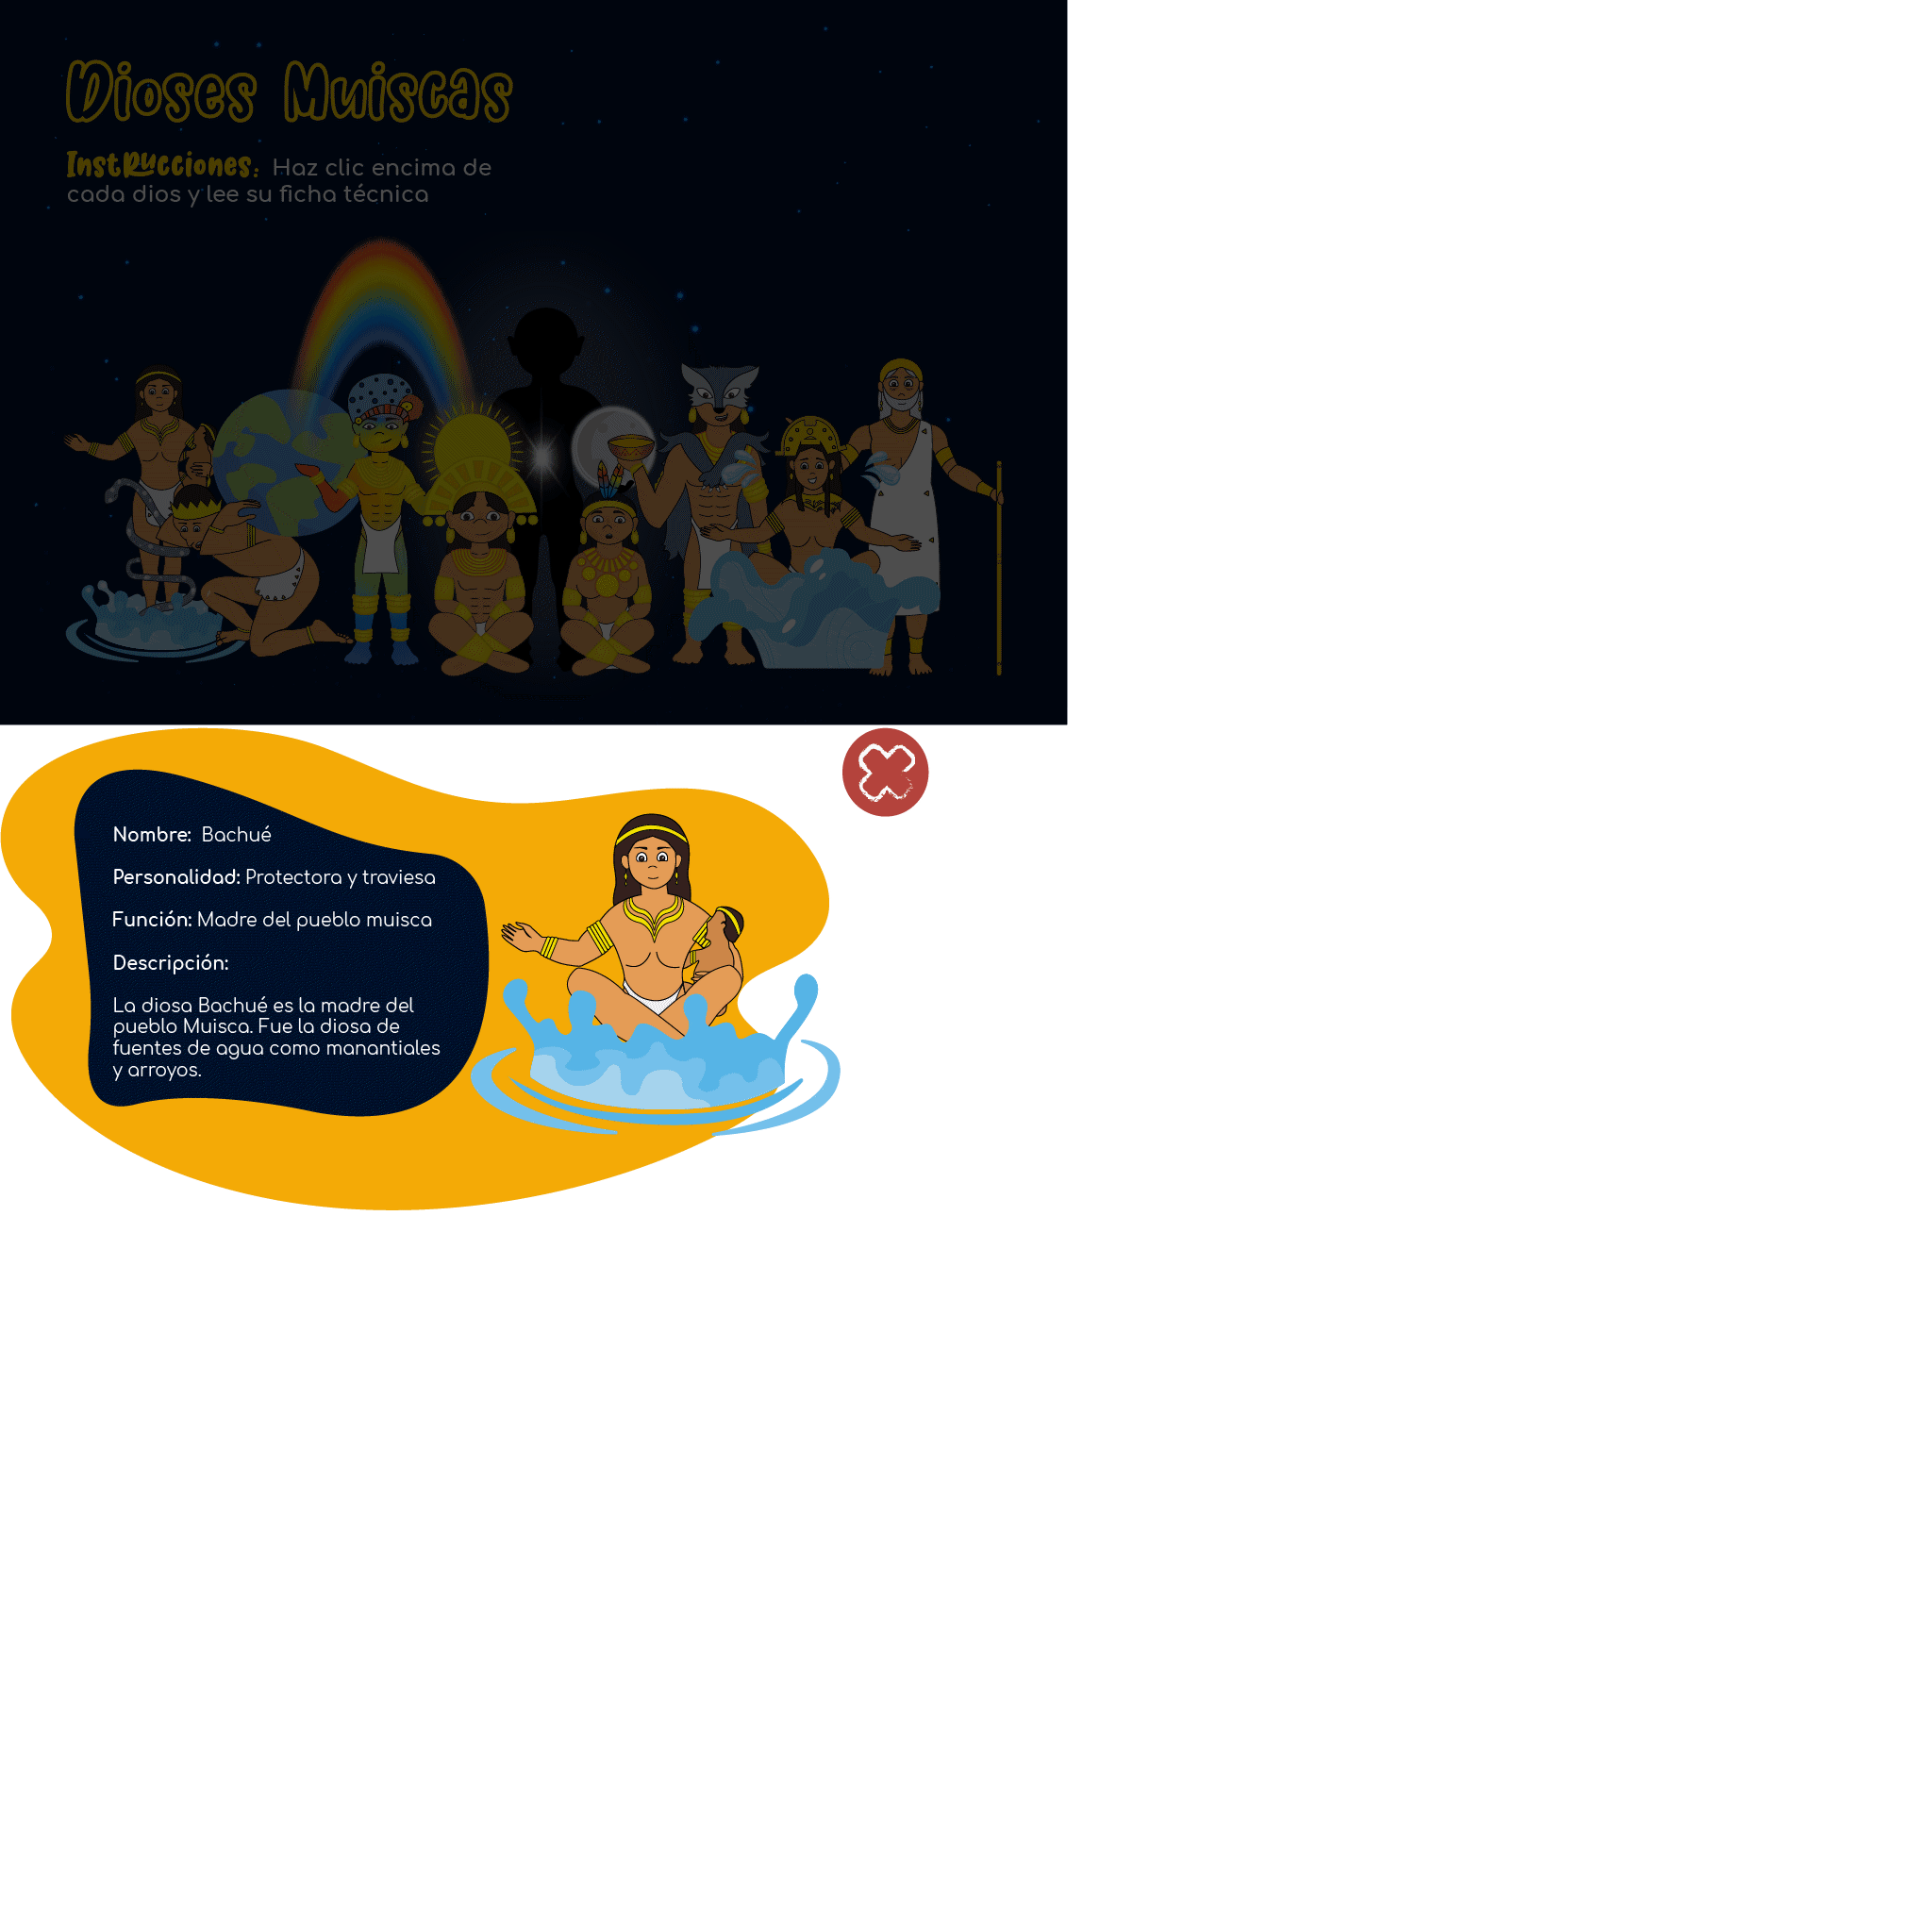 Dioses Muiscas
Instrucciones: Haz clic encima de
cada dios y lee su ficha técnica
Nombre: Bachué
Personalidad: Protectora y traviesa
Función: Madre del pueblo muisca
Descripción:
La diosa Bachué es la madre del
pueblo Muisca. Fue la diosa de
fuentes de agua como manantiales
y arroyos.